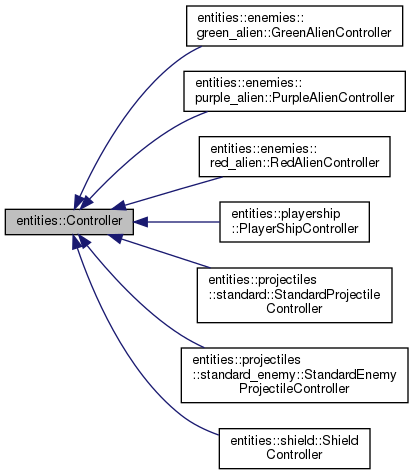 entities::enemies::
green_alien::GreenAlienController
entities::enemies::
purple_alien::PurpleAlienController
entities::enemies::
red_alien::RedAlienController
entities::Controller
entities::playership
::PlayerShipController
entities::projectiles
::standard::StandardProjectile
Controller
entities::projectiles
::standard_enemy::StandardEnemy
ProjectileController
entities::shield::Shield
Controller